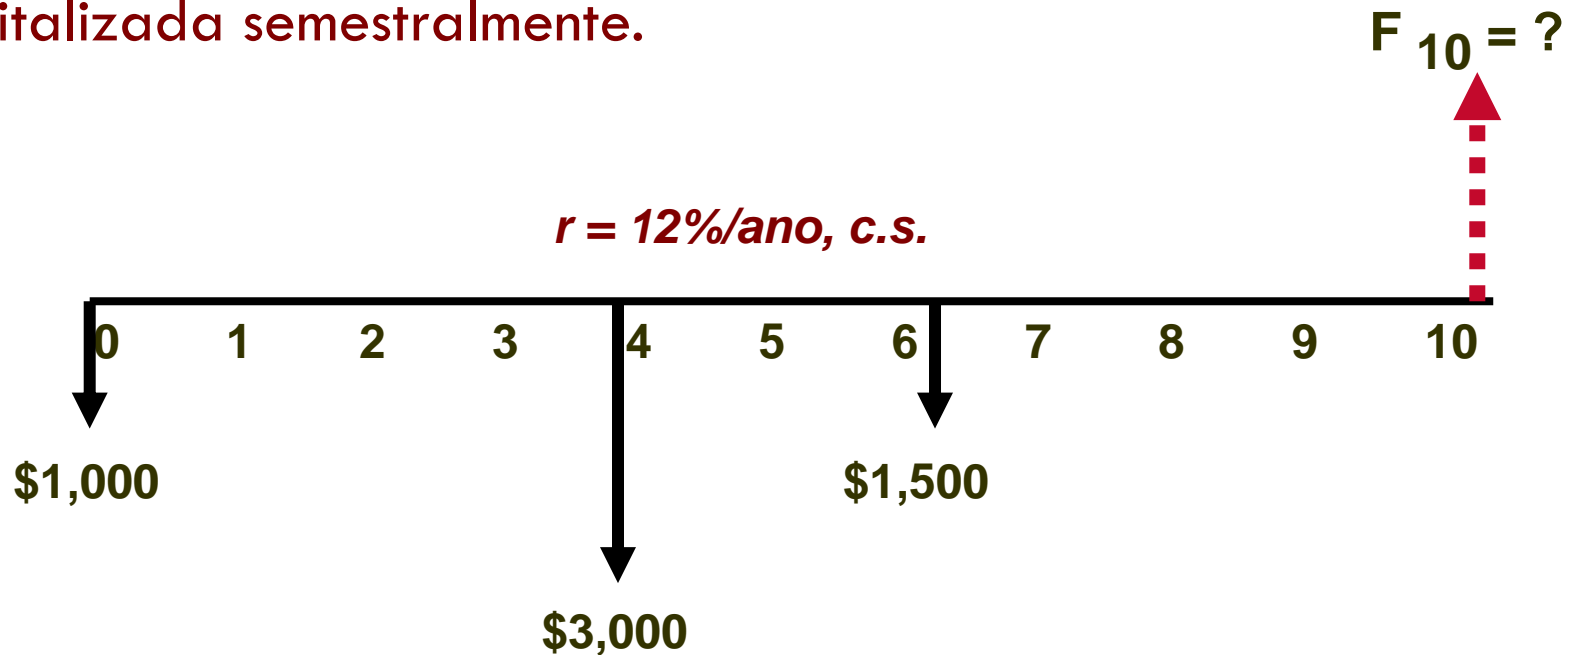 italizada semestralmente.
F 10 = ?
r = 12%/ano, c.s.
0 1 2 3 4 5 6 7 8 9 10
$1,000
$1,500
$3,000